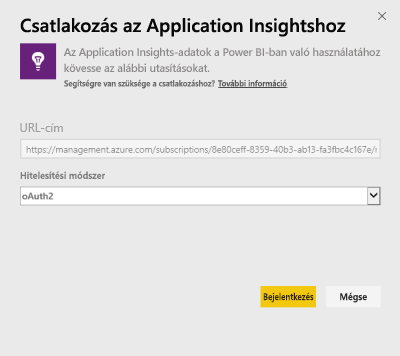 Csatlakozás az Application Insightshoz
Az Application Insights-adatok a Power BI-ban való használatához
kövesse az alábbi utasításokat.
Segítségre van szüksége a csatlakozáshoz? További információ
URL-cím
https://management.azure.com/subscriptions/8e80ceff-8359-40b3-ab13-fa3fbc4c167e/r
Hitelesítési módszer
oAuth2
Bejelentkezés Mégse